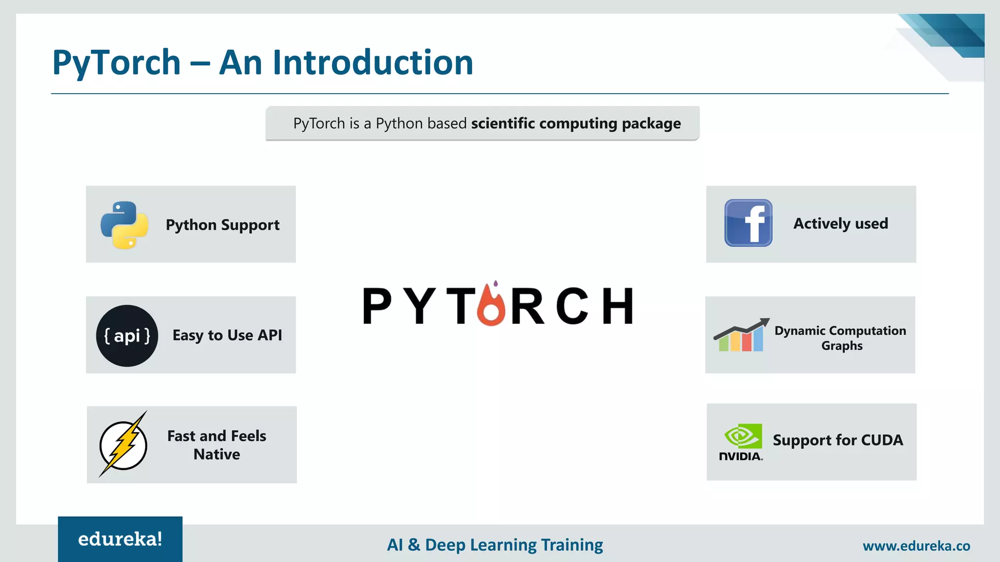 PyTorch – An Introduction
PyTorch is a Python based scientific computing package
Python Support
f
Actively used
PYTORCH
{ api }
Easy to Use API
Dynamic Computation
Graphs
Fast and Feels
Native
NVIDIA.
Support for CUDA
edureka!
AI & Deep Learning Training
www.edureka.co